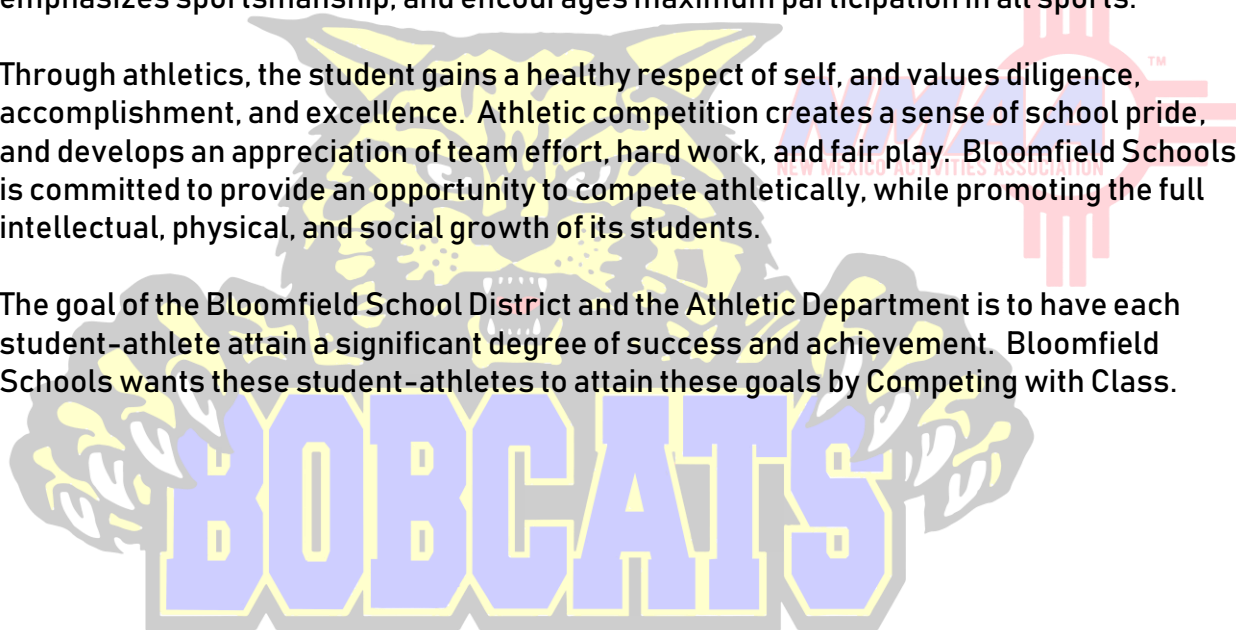 emphasizes sportsmanship, and encourages maximum participation in all sports.
Through athletics, the student gains a healthy respect of self, and values diligence,
accomplishment, and excellence. Athletic competition creates a sense of school pride,
and develops an appreciation of team effort, hard work, and fair play. Bloomfield Schools
is committed to provide an opportunity to compete athletically, while promoting the full
intellectual, physical, and social growth of its students.
The goal of the Bloomfield School District and the Athletic Department is to have each
student-athlete attain a significant degree of success and achievement. Bloomfield
Schools wants these student-athletes to attain these goals by Competing with Class.
TM
NMAA
NEW MEXICO ACTIVITIES ASSOCIATION
BOBCATS